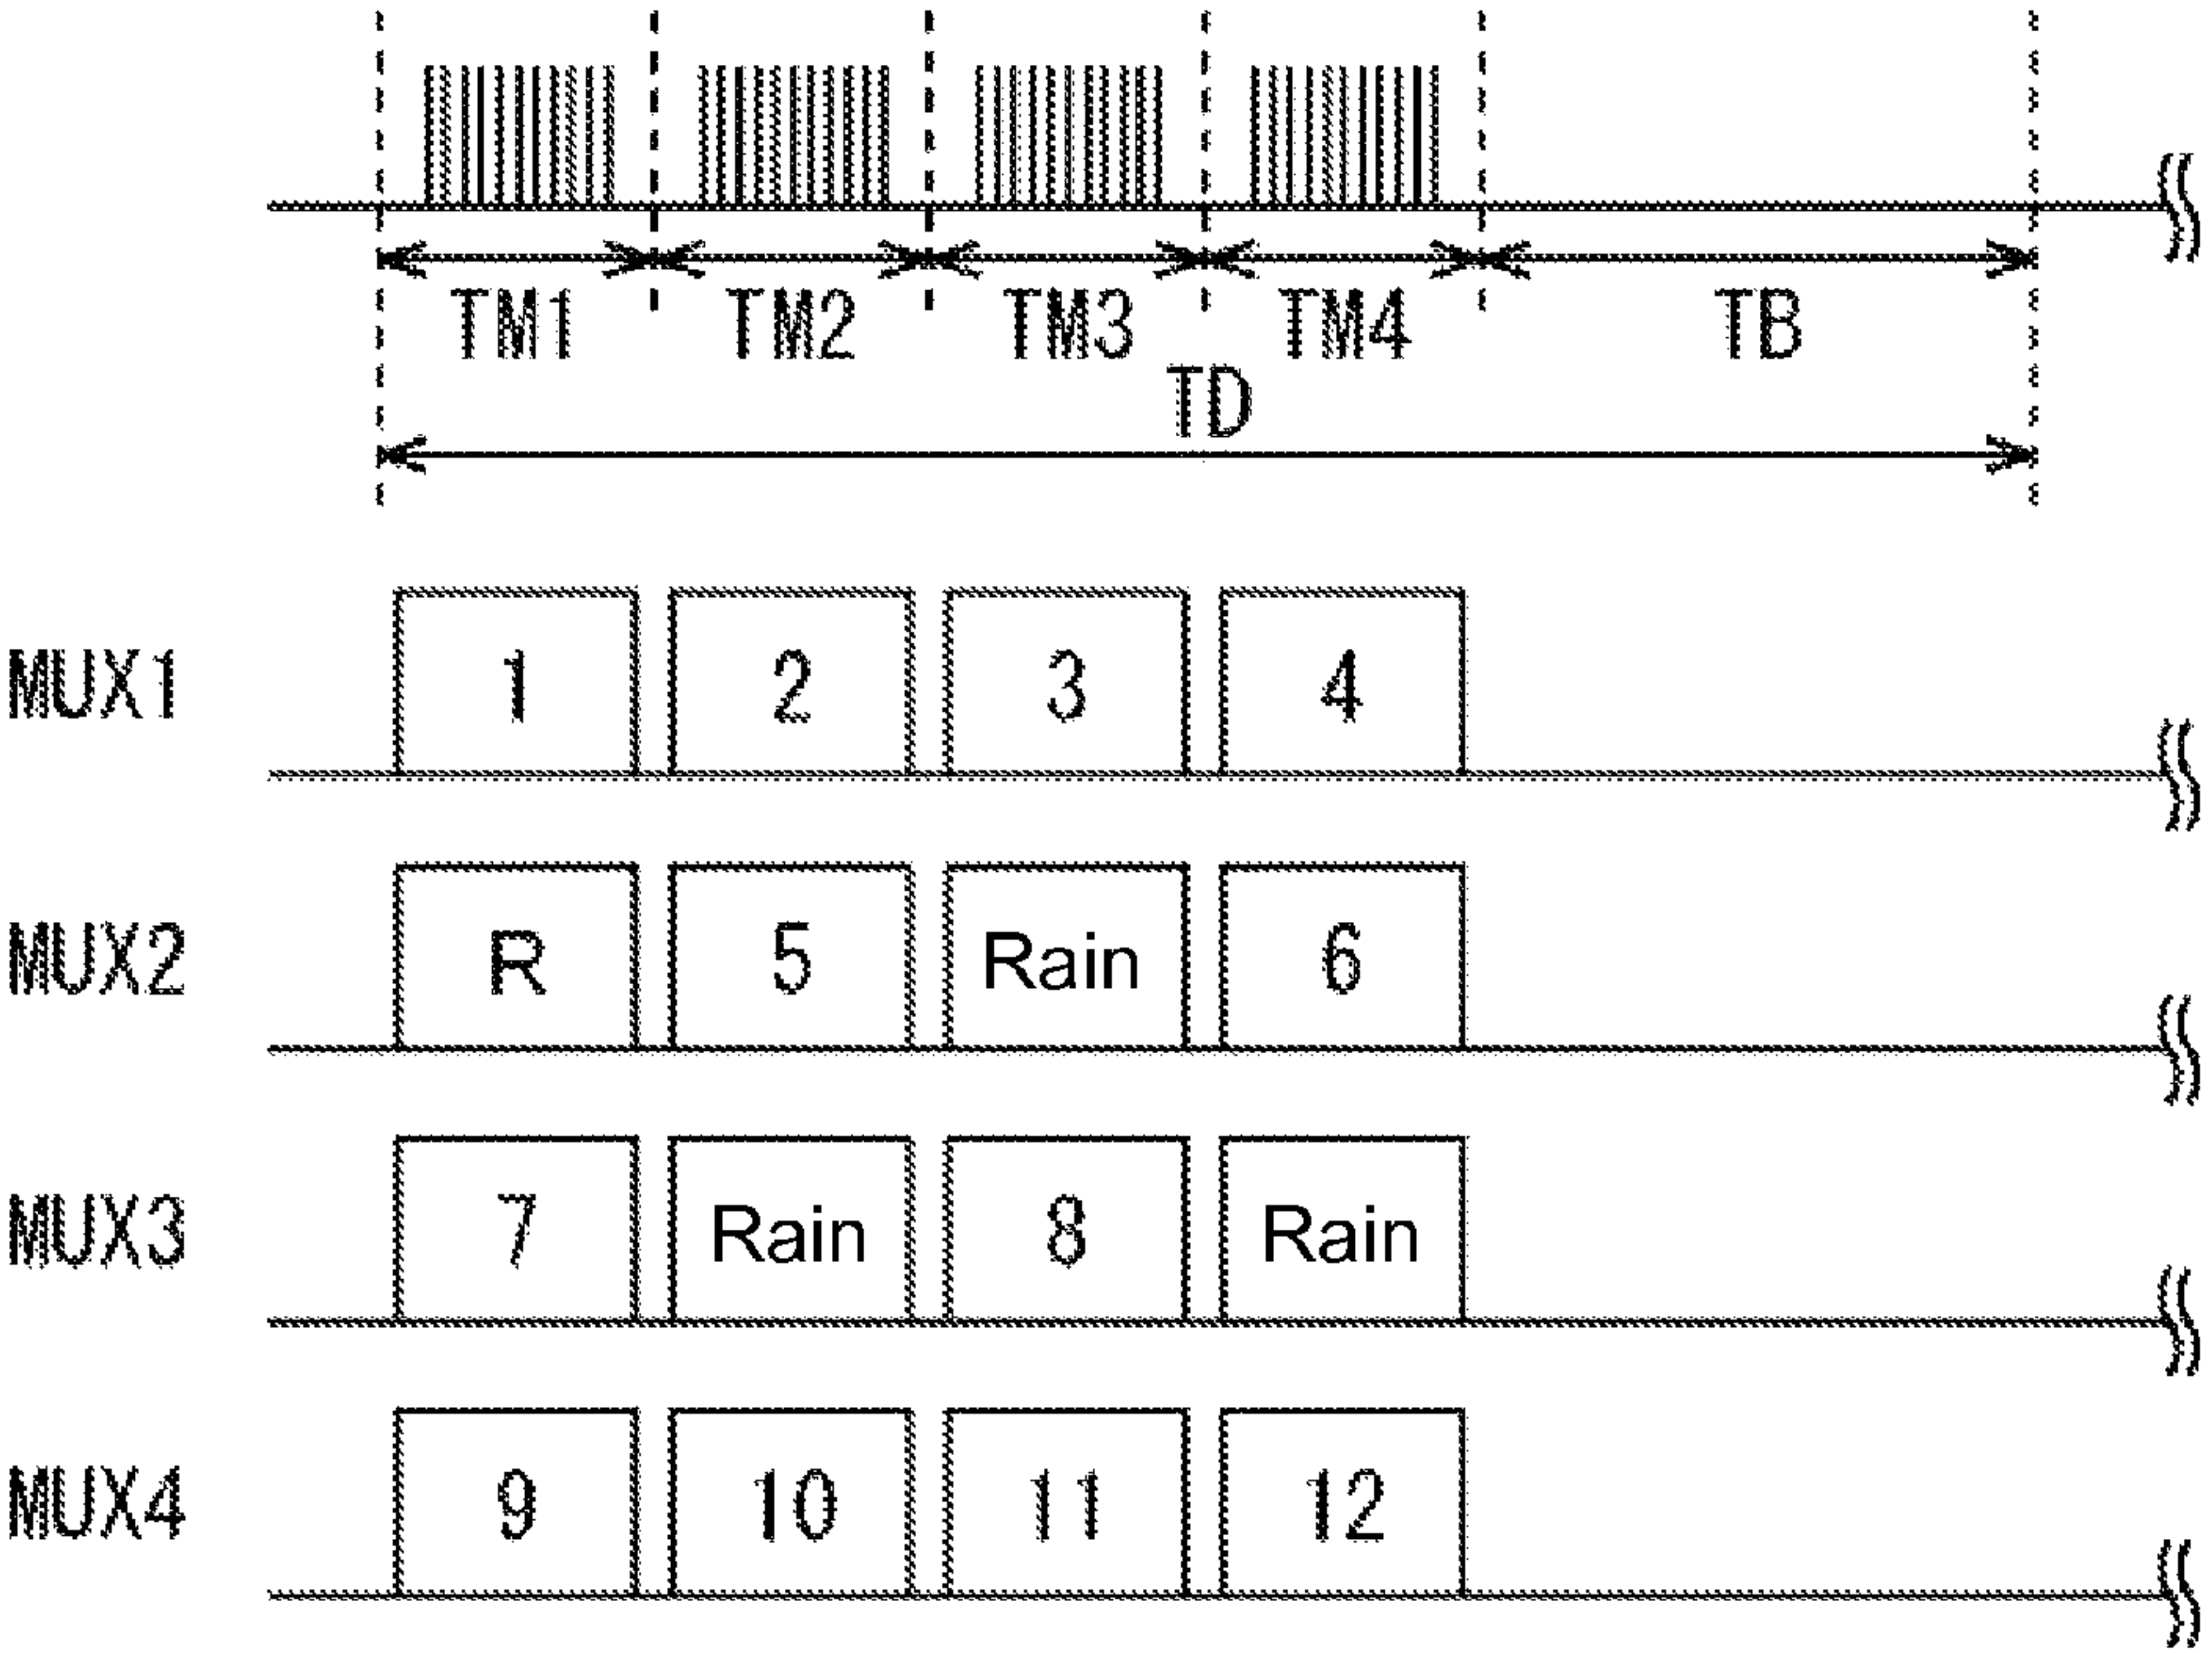 TM1 TM2 TM3 TM4 TB
TD
MUX1 1 2 3 4
MUX2 R 5 Rain 6
MUX3 7 Rain 8 Rain
MUX4 9 10 11 12